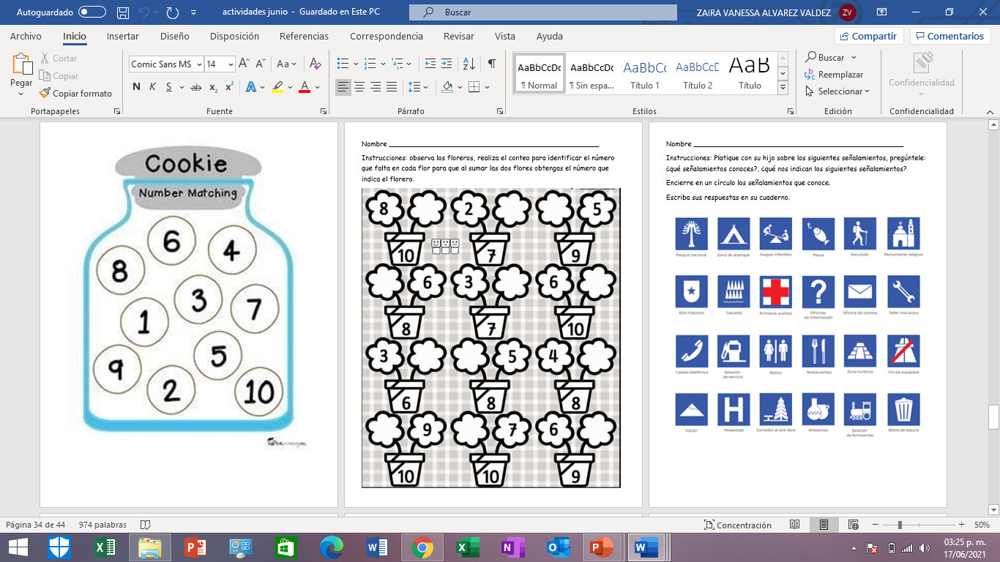 Autoguardado
actividades junio - Guardado en Este PC
Buscar
ZAIRA VANESSA ALVAREZ VALDEZ
ZV
Archivo Inicio Insertar Diseño Disposición Referencias Correspondencia Revisar Vista Ayuda
Compartir
Comentarios
Pegar
Cortar
Copiar
Copiar formato
Portapapeles
Comic Sans MS 14
Aa
N K S ab x₂ x²
Fuente
Párrafo
AaBbCcDc
¶ Normal
AaBbCcDc
¶ Sin espa...
AaBbCc
Título 1
AaBbCcD
Título 2
AaB
Título
Estilos
Buscar
Reemplazar
Seleccionar
Edición
Confidencialidad
Confidencialidad
Cookie
Number Matching
6
4
8
3
7
1
5
9
2
10
Nombre
Instrucciones: observa los floreros, realiza el conteo para identificar el número
que falta en cada flor para que al sumar las dos flores obtengas el número que
indica el florero.
8 2 5
10 7 9
6 3 6
8 7 10
3 5 4
6 8 8
9 7 6
10 10 9
Nombre
Instrucciones: Platique con su hijo sobre los siguientes señalamientos, pregúntele:
¿qué señalamientos conoces?, ¿qué nos indican los siguientes señalamientos?
Encierre en un círculo los señalamientos que conoce.
Escriba sus respuestas en su cuaderno.
Parque nacional Zona de acampar Juegos infantiles Pesca Excursión Monumento religioso
?
Sitio histórico Cascada Primeros auxilios Oficinas de información Oficina de correos Taller mecanico
Caseta telefónica Estación de servicio Baños Restaurantes Zona turística Fin de autopista
H
Volcán Hospedaje Comedor al aire libre Artesanías Estación de ferrocarriles Botes de basura
Página 34 de 44 974 palabras
Concentración
50%
03:25 p. m.
17/06/2021